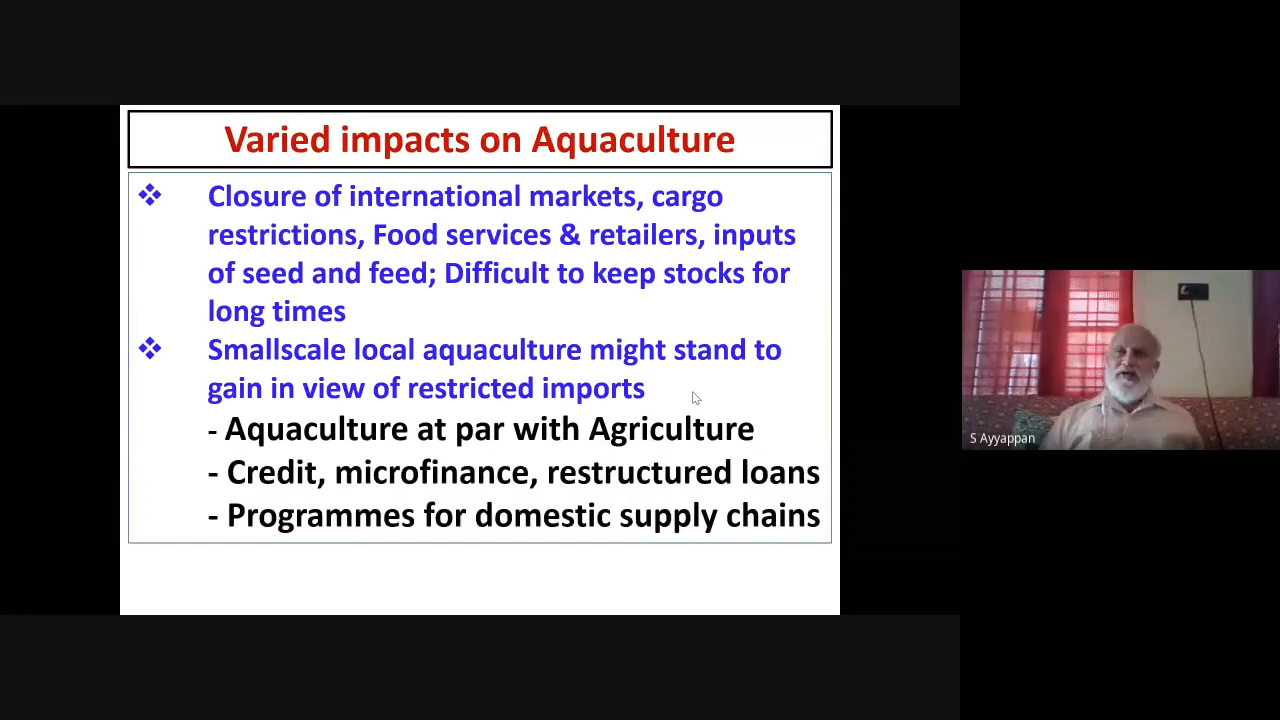 Varied impacts on Aquaculture
Closure of international markets, cargo
restrictions, Food services & retailers, inputs
of seed and feed; Difficult to keep stocks for
long times
Smallscale local aquaculture might stand to
gain in view of restricted imports
- Aquaculture at par with Agriculture
- Credit, microfinance, restructured loans
- Programmes for domestic supply chains
S Ayyappan